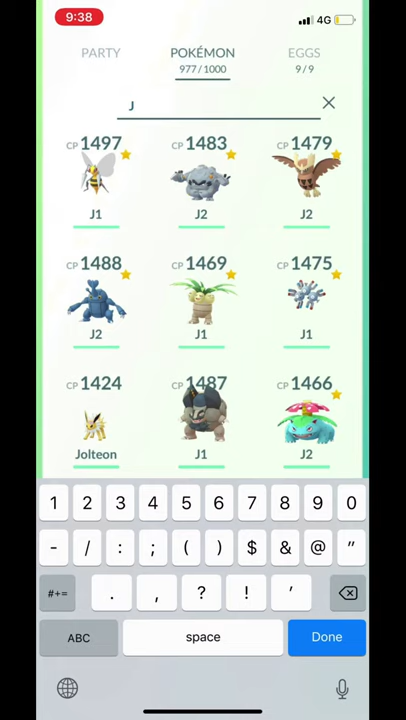 9:38
4G
PARTY
POKÉMON
EGGS
977/1000
9/9
J
CP 1497
CP 1483
CP 1479
J1
J2
J2
CP 1488
CP 1469
CP 1475
J2
J1
J1
CP 1424
CP 1487
CP 1466
Jolteon
J1
J2
1 2 3 4 5 6 7 8 9 0
- / : ; ( ) $ & @ "
#+= . , ? ! '
ABC space Done